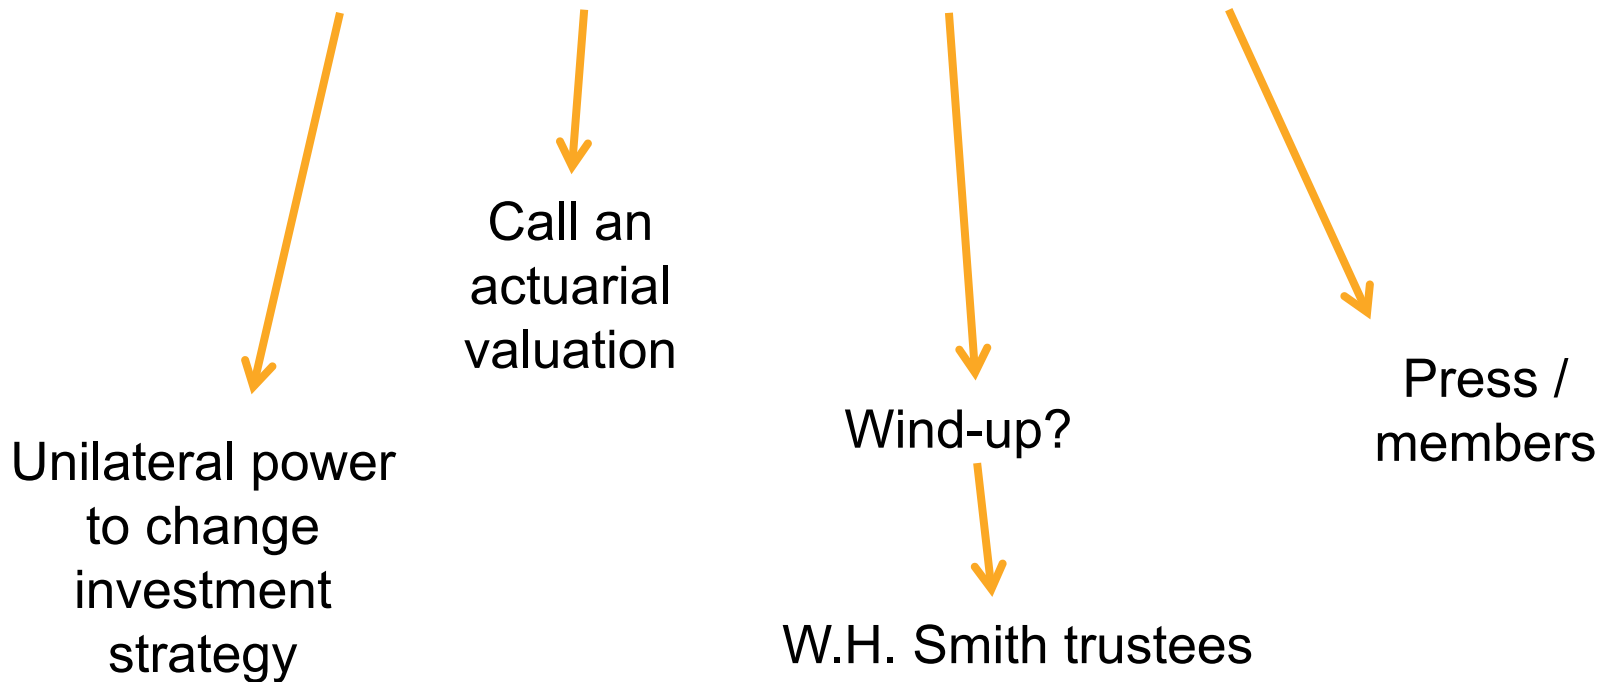 Call an
actuarial
valuation
Unilateral power
to change
investment
strategy
Wind-up?
W.H. Smith trustees
Press /
members